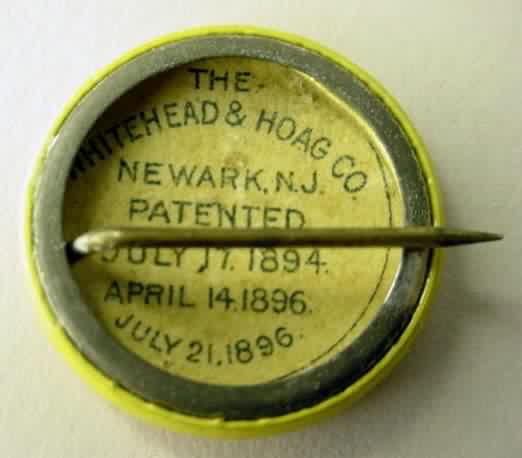 THE
WHITEHEAD & HOAG CO.
NEWARK, N.J.
PATENTED
JULY 17. 1894.
APRIL 14. 1896.
JULY 21, 1896.